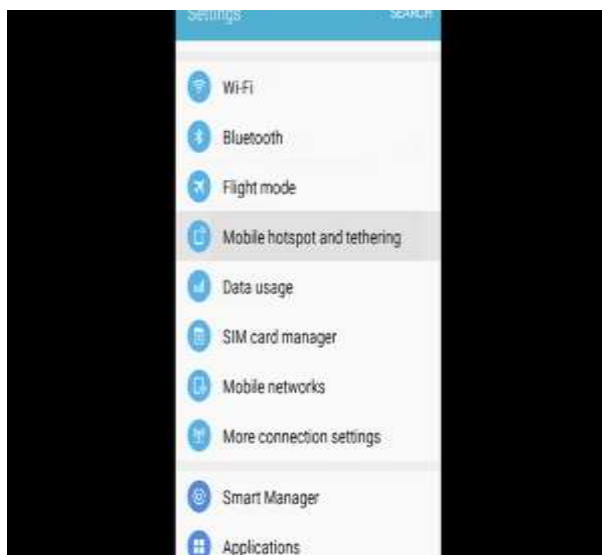 Settings SEARCH
Wi-Fi
Bluetooth
Flight mode
Mobile hotspot and tethering
Data usage
SIM card manager
Mobile networks
More connection settings
Smart Manager
Applications